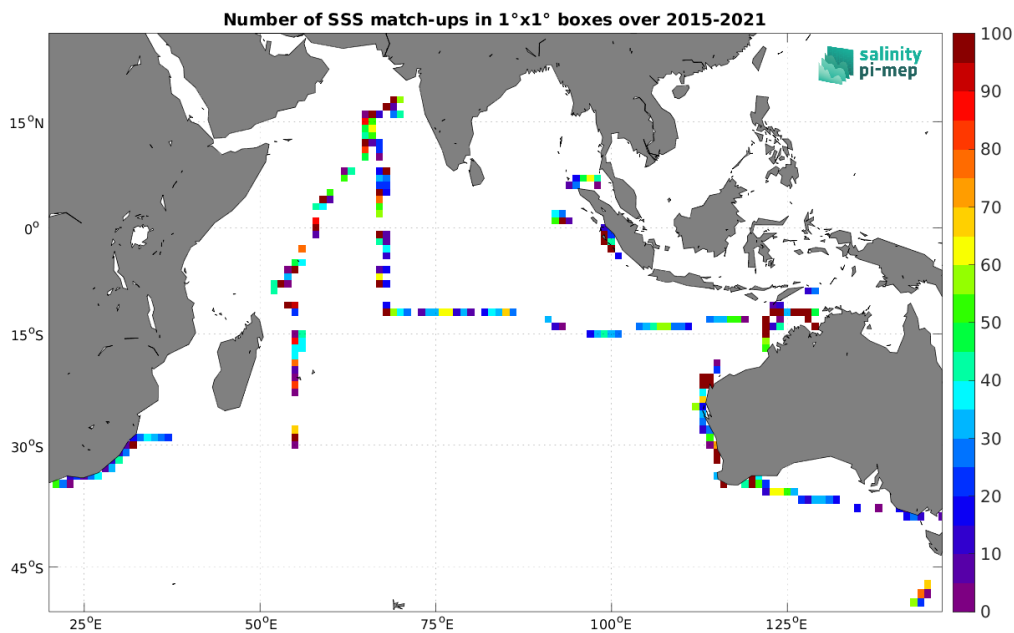 Number of SSS match-ups in 1°x1° boxes over 2015-2021
salinity
pi-mep
100
90
80
70
60
50
40
30
20
10
0
15°N
0°
15°S
30°S
45°S
25°E
50°E
75°E
100°E
125°E